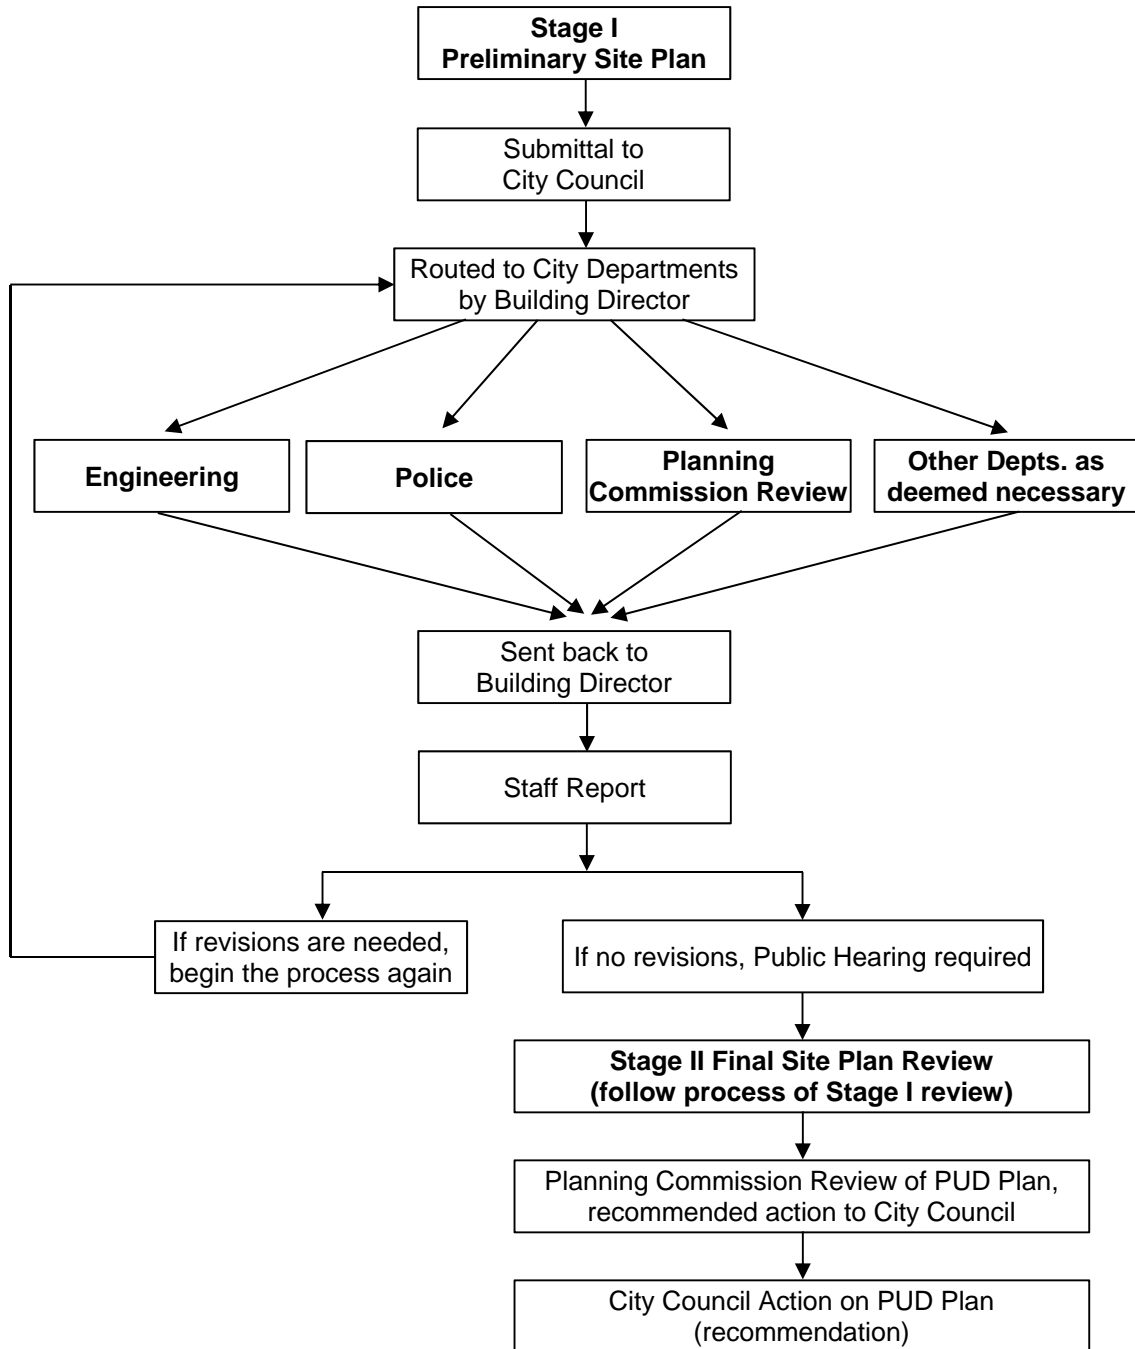 Stage I
Preliminary Site Plan
Submittal to
City Council
Routed to City Departments
by Building Director
Engineering
Police
Planning
Commission Review
Other Depts. as
deemed necessary
Sent back to
Building Director
Staff Report
If revisions are needed,
begin the process again
If no revisions, Public Hearing required
Stage II Final Site Plan Review
(follow process of Stage I review)
Planning Commission Review of PUD Plan,
recommended action to City Council
City Council Action on PUD Plan
(recommendation)